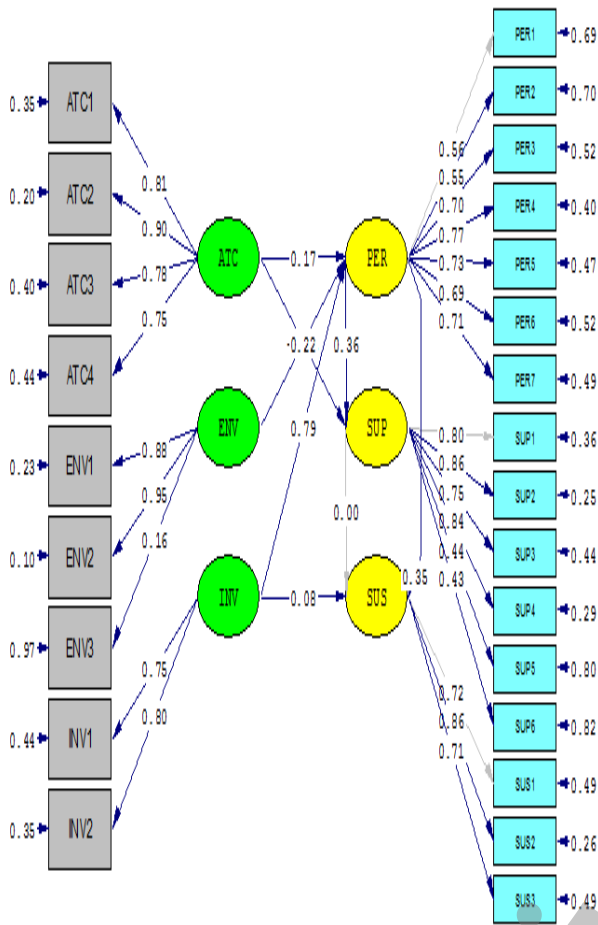 0.35 ATC1
0.20 ATC2
0.40 ATC3
0.44 ATC4
0.23 ENV1
0.10 ENV2
0.97 ENV3
0.44 INV1
0.35 INV2
0.81
0.90
0.78
0.75
0.88
0.95
0.16
0.75
0.80
ATC
ENV
INV
0.17
-0.22
0.36
0.79
0.00
0.08
0.35
PER
SUP
SUS
0.56
0.55
0.70
0.77
0.73
0.69
0.71
0.80
0.86
0.75
0.84
0.44
0.43
0.72
0.86
0.71
PER1 0.69
PER2 0.70
PER3 0.52
PER4 0.40
PER5 0.47
PER6 0.52
PER7 0.49
SUP1 0.36
SUP2 0.25
SUP3 0.44
SUP4 0.29
SUP5 0.80
SUP6 0.82
SUS1 0.49
SUS2 0.26
SUS3 0.49